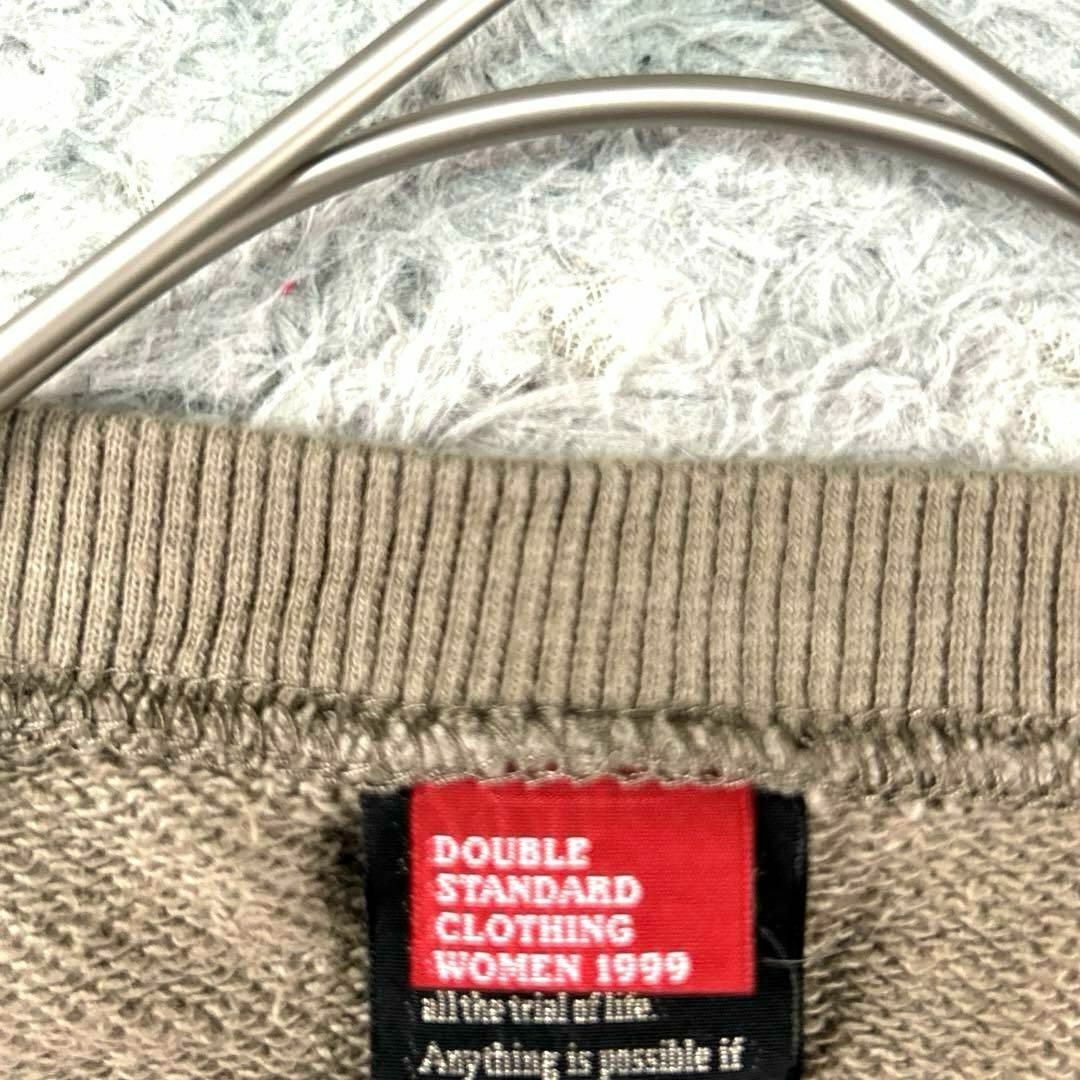 DOUBLE
STANDARD
CLOTHING
WOMEN 1999
all the trial of life.
Anything is possible if